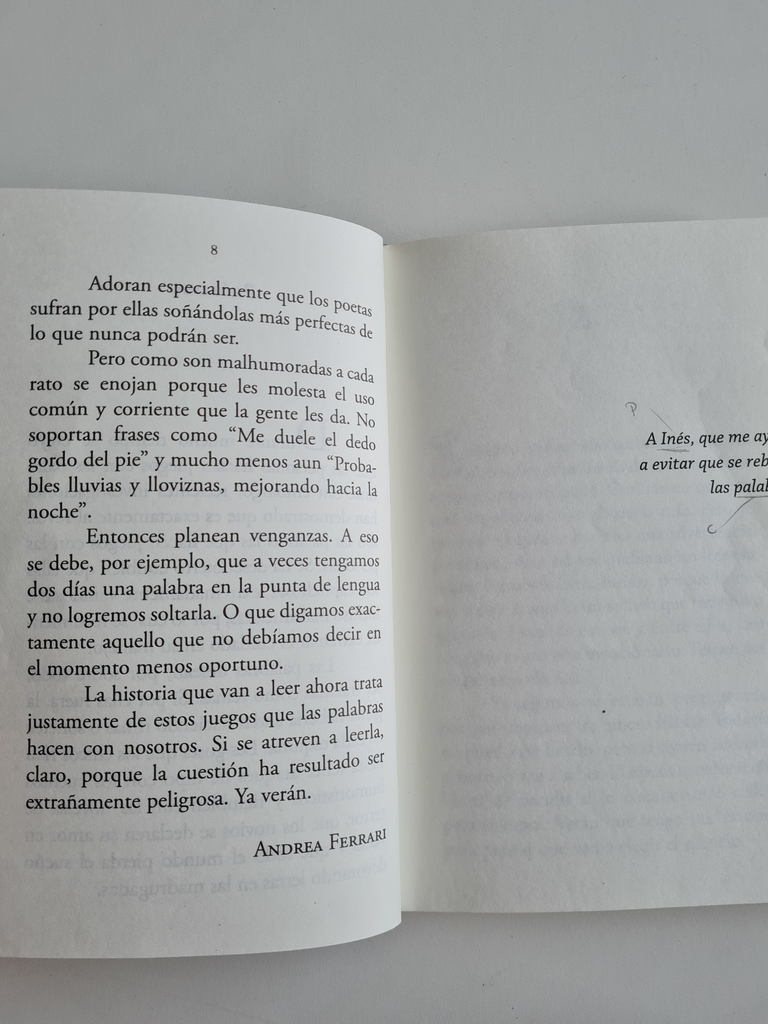 8
Adoran especialmente que los poetas
sufran por ellas soñándolas más perfectas de
lo que nunca podrán ser.
Pero como son malhumoradas a cada
rato se enojan porque les molesta el uso
común y corriente que la gente les da. No
soportan frases como “Me duele el dedo
gordo del pie” y mucho menos aun “Proba-
bles lluvias y lloviznas, mejorando hacia la
noche”.
Entonces planean venganzas. A eso
se debe, por ejemplo, que a veces tengamos
dos días una palabra en la punta de lengua
y no logremos soltarla. O que digamos exac-
tamente aquello que no debíamos decir en
el momento menos oportuno.
La historia que van a leer ahora trata
justamente de estos juegos que las palabras
hacen con nosotros. Si se atreven a leerla,
claro, porque la cuestión ha resultado ser
extrañamente peligrosa. Ya verán.
ANDREA FERRARI
P
A Inés, que me ay
a evitar que se reb
las palab
C